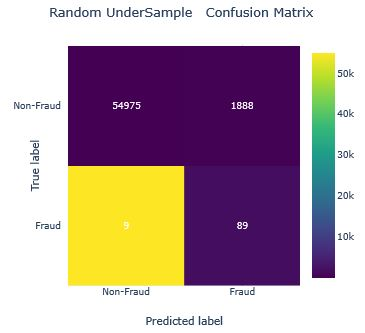 Random UnderSample Confusion Matrix
Non-Fraud 54975 1888
Fraud 9 89
Non-Fraud Fraud
True label
Predicted label
50k
40k
30k
20k
10k